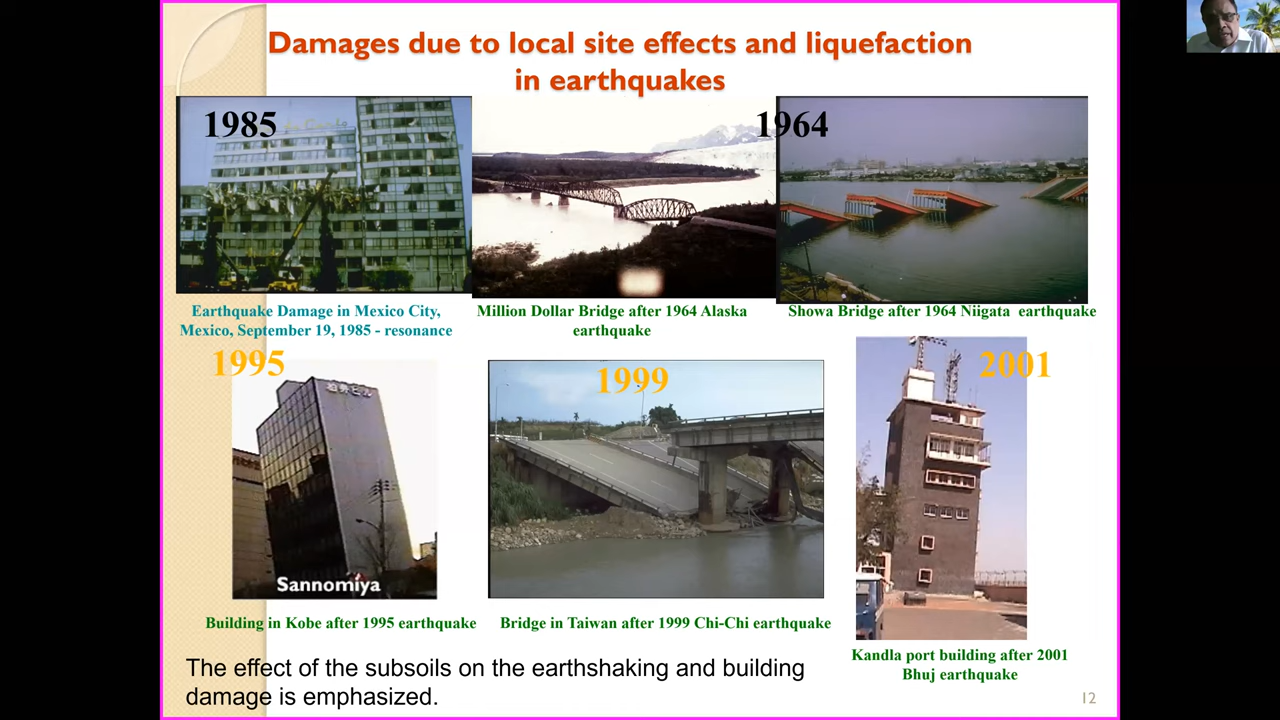 Damages due to local site effects and liquefaction
in earthquakes
1985
1964
Earthquake Damage in Mexico City,
Mexico, September 19, 1985 - resonance
Million Dollar Bridge after 1964 Alaska
earthquake
Showa Bridge after 1964 Niigata earthquake
1995
1999
2001
Sannomiya
Building in Kobe after 1995 earthquake
Bridge in Taiwan after 1999 Chi-Chi earthquake
Kandla port building after 2001
Bhuj earthquake
The effect of the subsoils on the earthshaking and building
damage is emphasized.
12